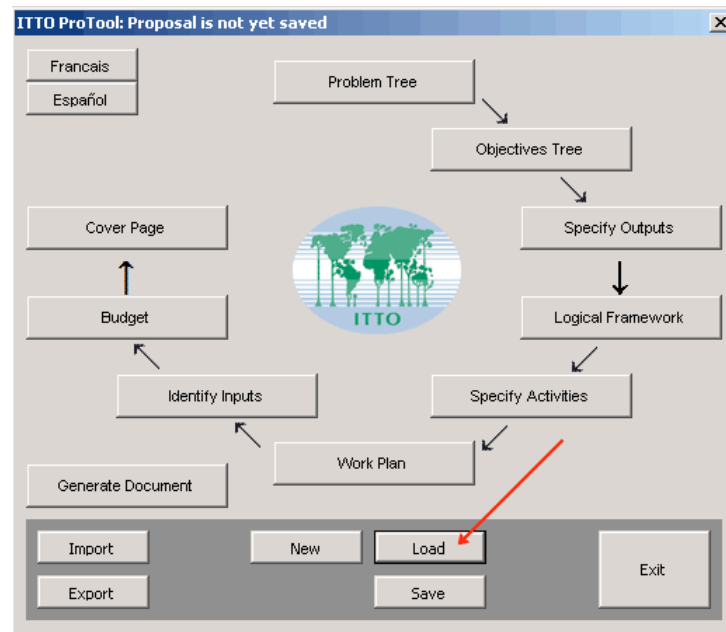 ITTO ProTool: Proposal is not yet saved
Francais
Español
Problem Tree
Objectives Tree
Cover Page
Specify Outputs
ITTO
Budget
Logical Framework
Identify Inputs
Specify Activities
Work Plan
Generate Document
Import
New
Load
Exit
Export
Save